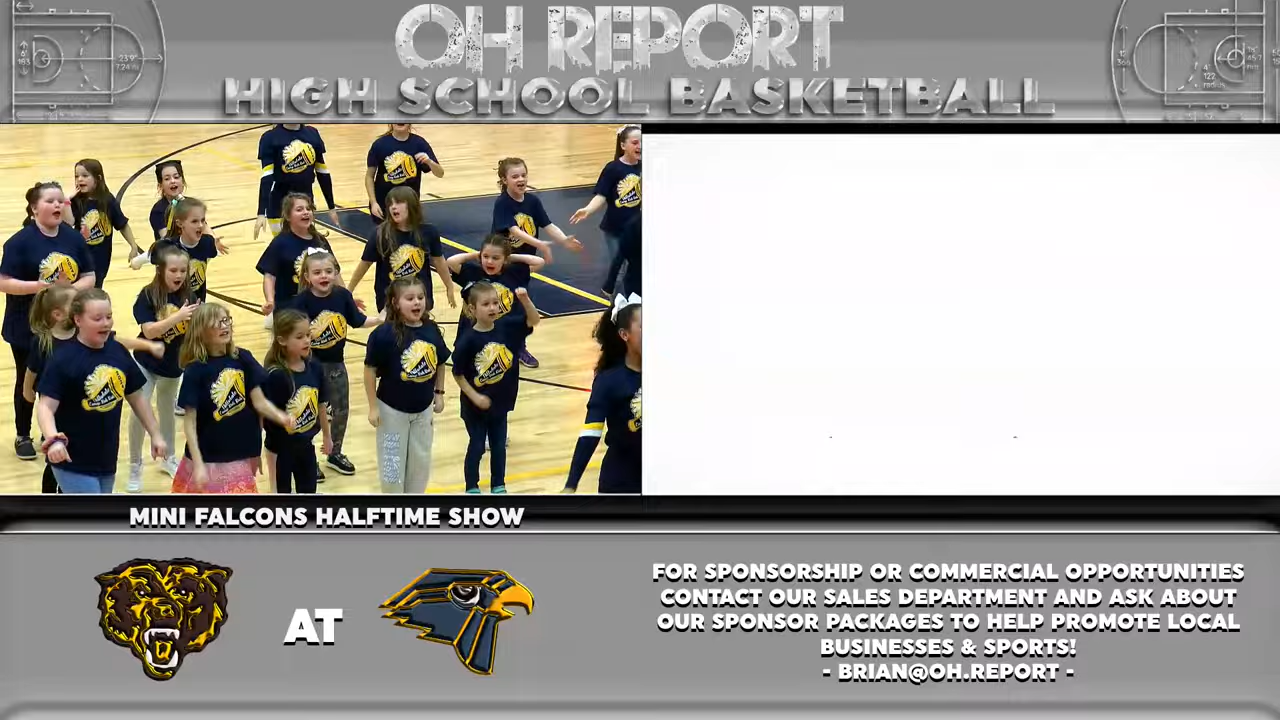 OH REPORT
HIGH SCHOOL BASKETBALL
MINI FALCONS HALFTIME SHOW
AT
FOR SPONSORSHIP OR COMMERCIAL OPPORTUNITIES
CONTACT OUR SALES DEPARTMENT AND ASK ABOUT
OUR SPONSOR PACKAGES TO HELP PROMOTE LOCAL
BUSINESSES & SPORTS!
- BRIAN@OH.REPORT -